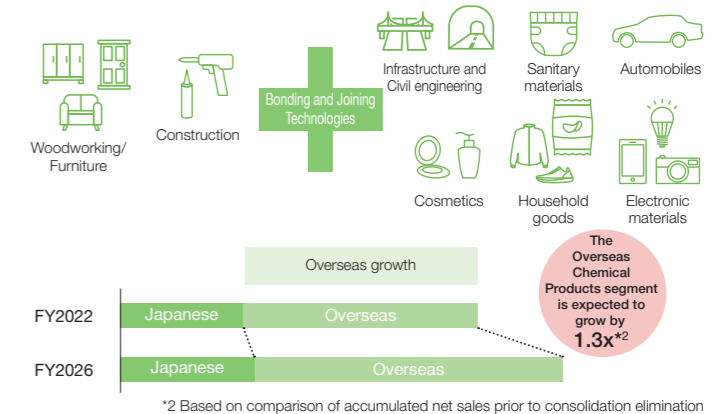 Woodworking/
Furniture
Construction
Bonding and Joining
Technologies
Infrastructure and
Civil engineering
Sanitary
materials
Automobiles
Cosmetics
Household
goods
Electronic
materials
Overseas growth
The
Overseas
Chemical
Products segment
is expected to
grow by
1.3x*2
FY2022
Japanese
Overseas
FY2026
Japanese
Overseas
*2 Based on comparison of accumulated net sales prior to consolidation elimination